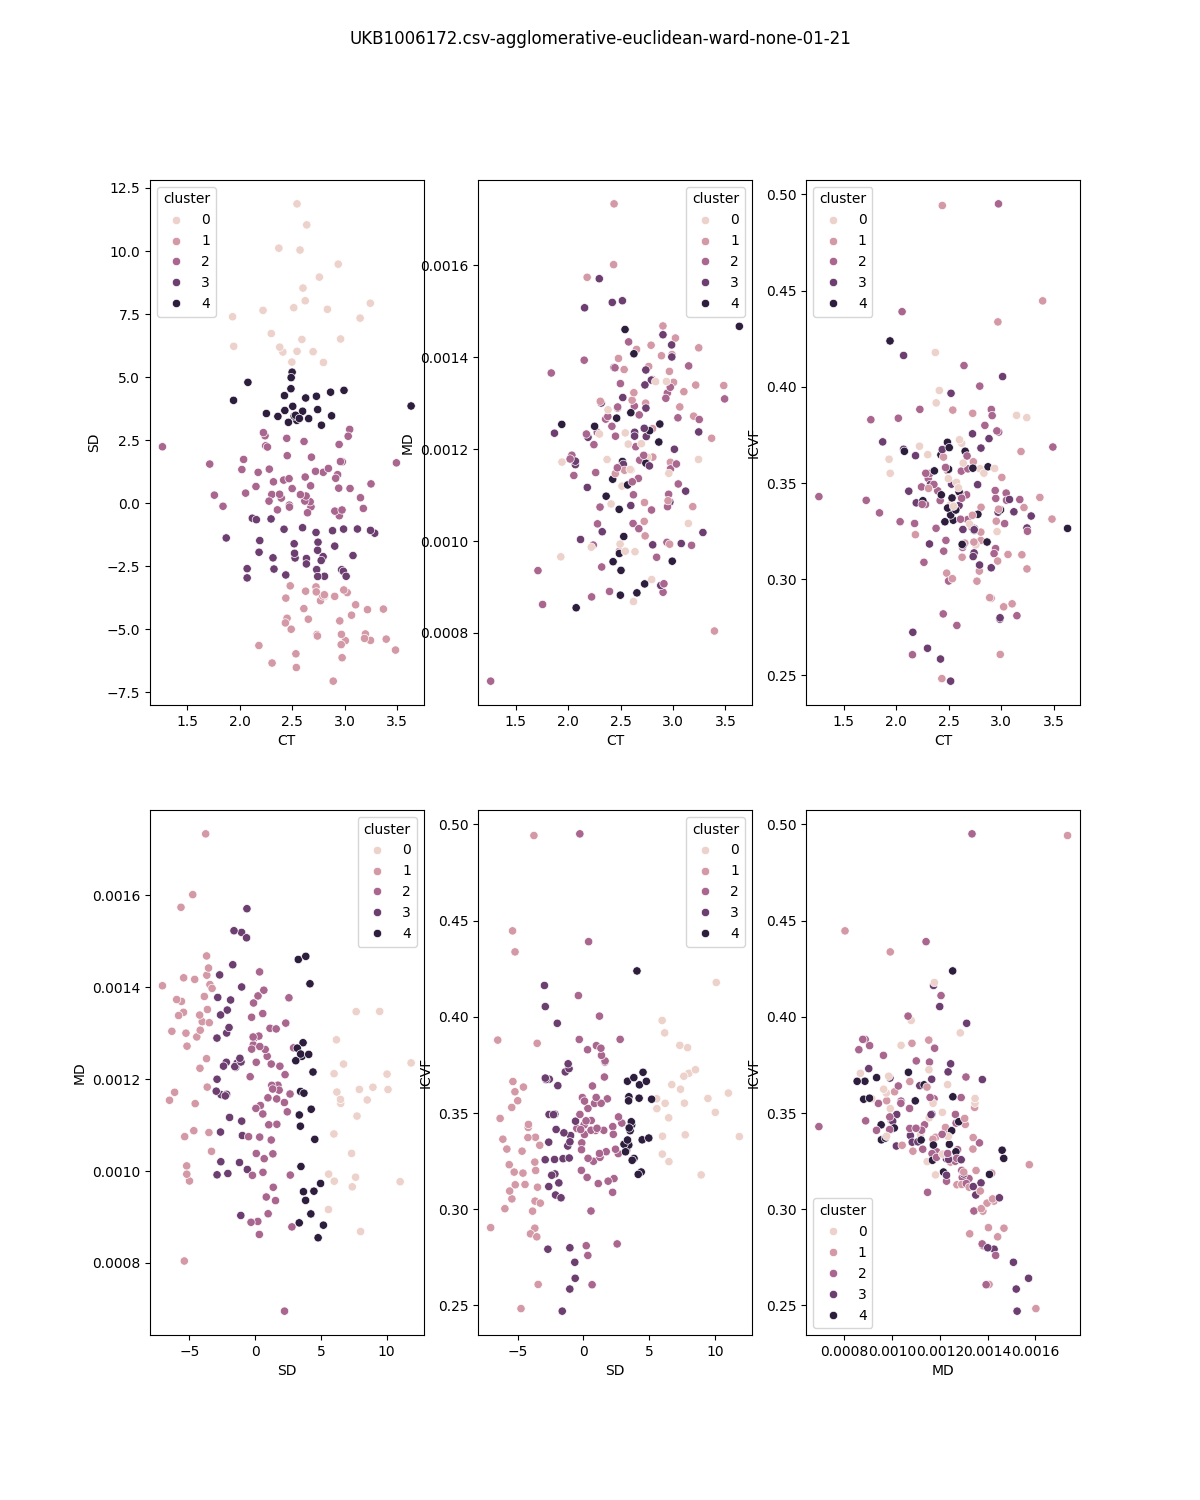 UKB1006172.csv-agglomerative-euclidean-ward-none-01-21
12.5
10.0
7.5
5.0
2.5
0.0
−2.5
−5.0
−7.5
SD
1.5 2.0 2.5 3.0 3.5
CT
cluster
0
1
2
3
4
0.0016
0.0014
0.0012
0.0010
0.0008
MD
1.5 2.0 2.5 3.0 3.5
CT
cluster
0
1
2
3
4
0.50
0.45
0.40
0.35
0.30
0.25
ICVF
1.5 2.0 2.5 3.0 3.5
CT
cluster
0
1
2
3
4
0.0016
0.0014
0.0012
0.0010
0.0008
MD
−5 0 5 10
SD
cluster
0
1
2
3
4
0.50
0.45
0.40
0.35
0.30
0.25
ICVF
−5 0 5 10
SD
cluster
0
1
2
3
4
0.50
0.45
0.40
0.35
0.30
0.25
ICVF
0.0008 0.0010 0.0012 0.0014 0.0016
MD
cluster
0
1
2
3
4